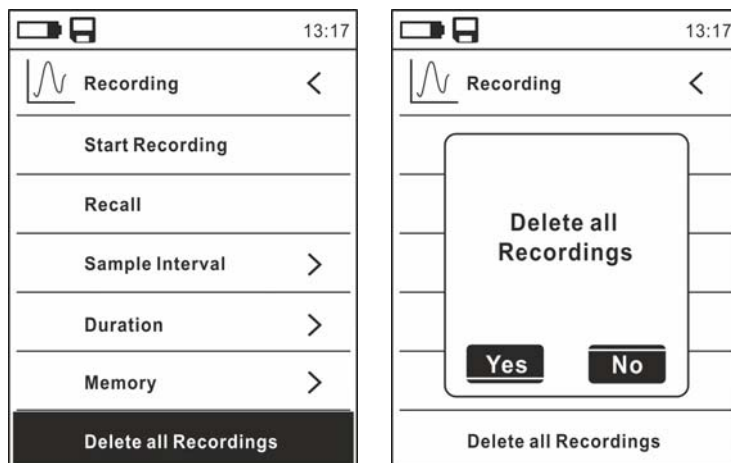 13:17
Recording
Start Recording
Recall
Sample Interval
Duration
Memory
Delete all Recordings
13:17
Recording
Delete all
Recordings
Yes
No
Delete all Recordings